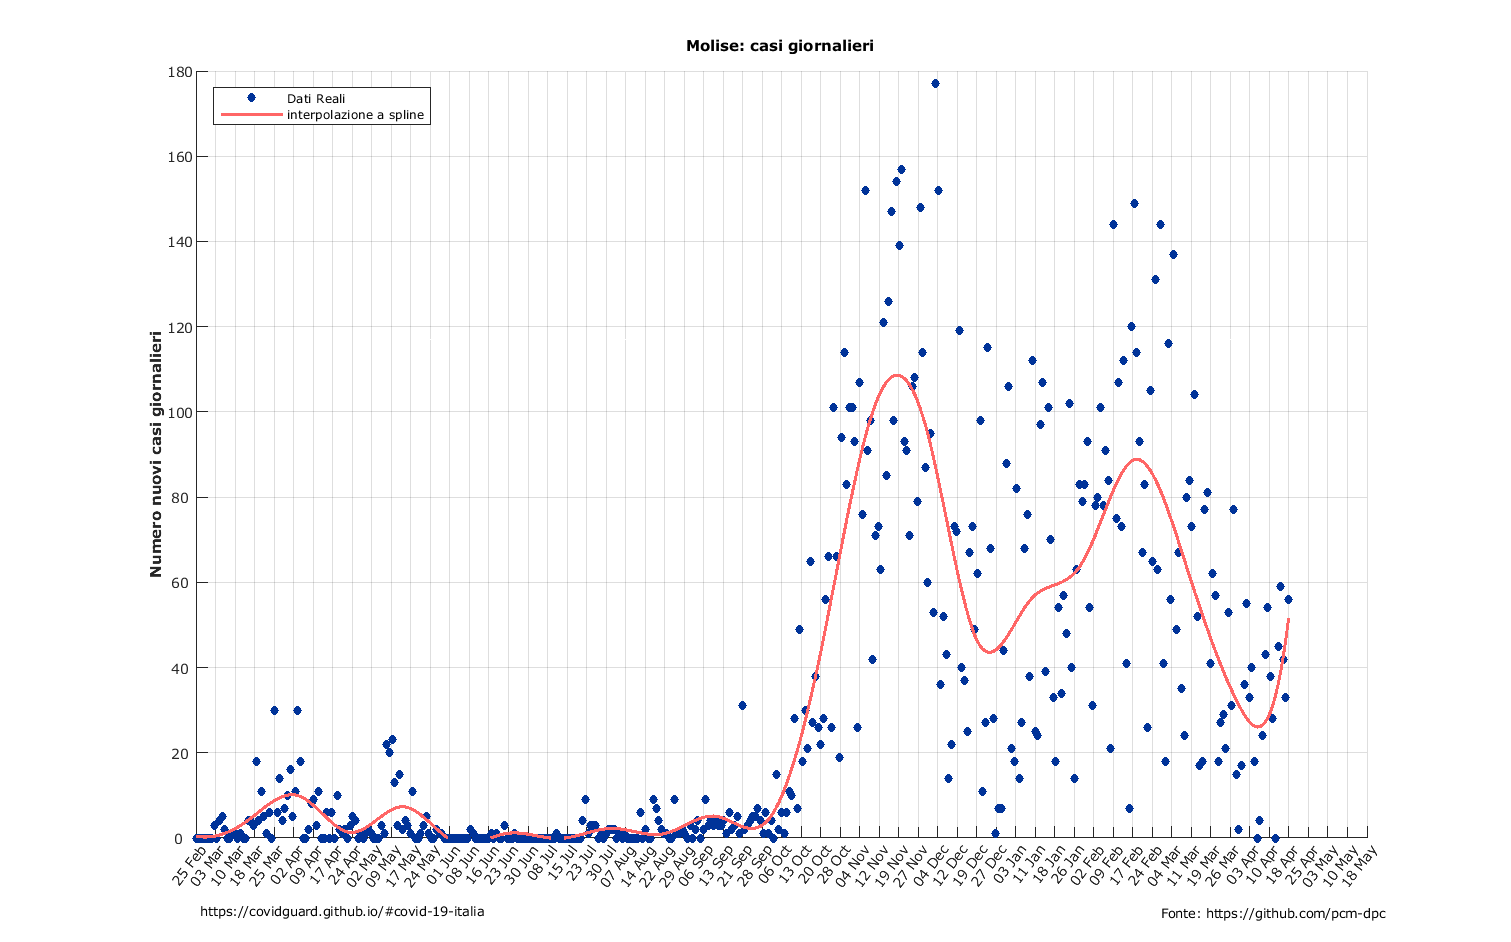 Molise: casi giornalieri
Dati Reali
interpolazione a spline
Numero nuovi casi giornalieri
180
160
140
120
100
80
60
40
20
0
25 Feb
03 Mar
10 Mar
18 Mar
25 Mar
02 Apr
09 Apr
17 Apr
24 Apr
02 May
09 May
17 May
24 May
01 Jun
08 Jun
16 Jun
23 Jun
30 Jun
08 Jul
15 Jul
23 Jul
30 Jul
07 Aug
14 Aug
22 Aug
29 Aug
06 Sep
13 Sep
21 Sep
28 Sep
06 Oct
13 Oct
20 Oct
28 Oct
04 Nov
12 Nov
19 Nov
27 Nov
04 Dec
12 Dec
19 Dec
27 Dec
03 Jan
11 Jan
18 Jan
26 Jan
02 Feb
09 Feb
17 Feb
24 Feb
04 Mar
11 Mar
19 Mar
26 Mar
03 Apr
10 Apr
18 Apr
25 Apr
03 May
10 May
18 May
https://covidguard.github.io/#covid-19-italia
Fonte: https://github.com/pcm-dpc